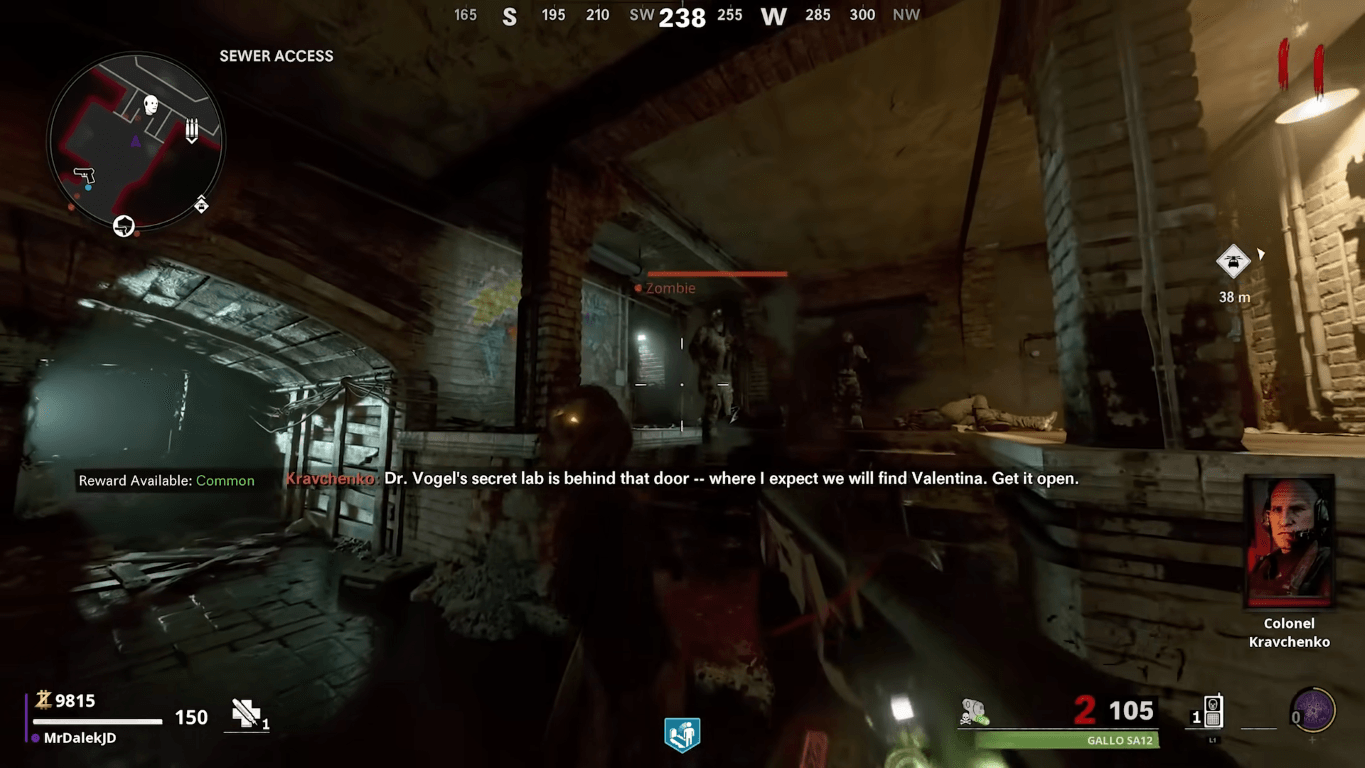 165 S 195 210 SW 238 255 W 285 300 NW
SEWER ACCESS
Zombie
38 m
Reward Available: Common
Kravchenko: Dr. Vogel's secret lab is behind that door -- where I expect we will find Valentina. Get it open.
Colonel
Kravchenko
9815
150
1
MrDalekJD
2 105
GALLO SA12
1
L1
0